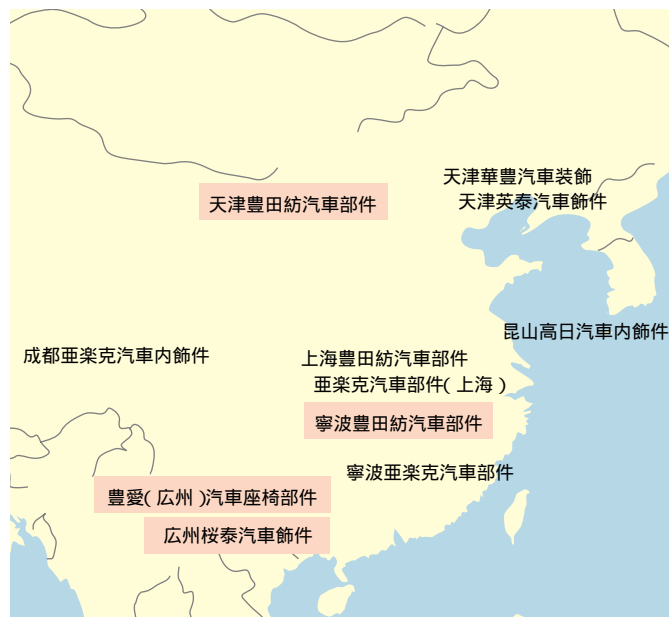 天津華豊汽車装飾
天津英泰汽車飾件
天津豊田紡汽車部件
昆山高日汽車内飾件
成都亜楽克汽車内飾件
上海豊田紡汽車部件
亜楽克汽車部件(上海)
寧波豊田紡汽車部件
寧波亜楽克汽車部件
豊愛(広州)汽車座椅部件
広州桜泰汽車飾件